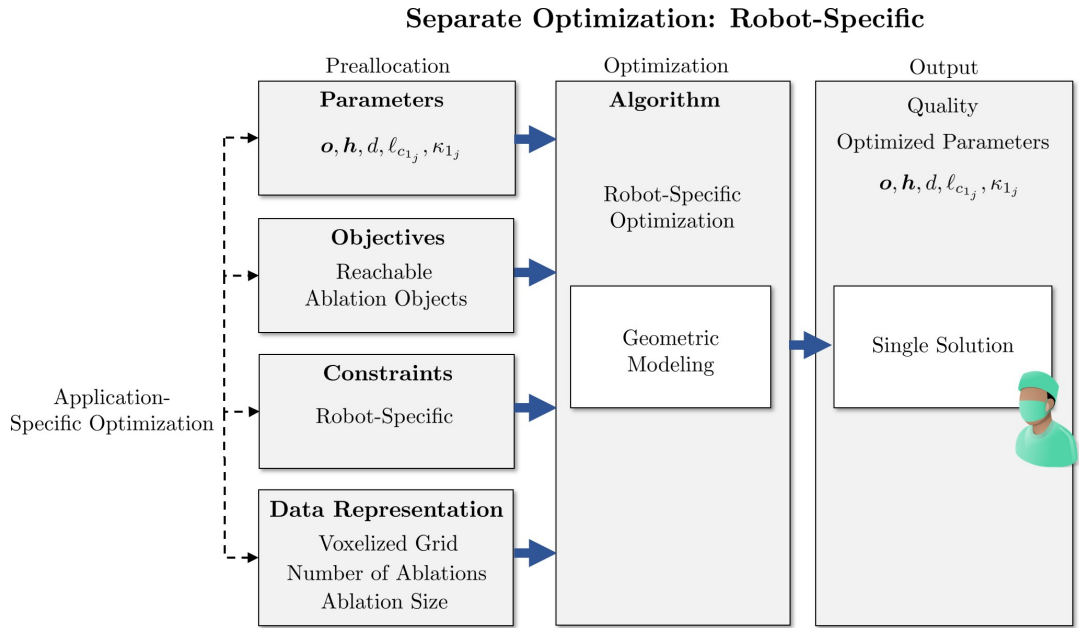 Separate Optimization: Robot-Specific
Preallocation
Optimization
Output
Parameters
o, h, d, ℓ_{c_{1_j}}, κ_{1_j}
Objectives
Reachable
Ablation Objects
Constraints
Robot-Specific
Data Representation
Voxelized Grid
Number of Ablations
Ablation Size
Application-
Specific Optimization
Algorithm
Robot-Specific
Optimization
Geometric
Modeling
Quality
Optimized Parameters
o, h, d, ℓ_{c_{1_j}}, κ_{1_j}
Single Solution